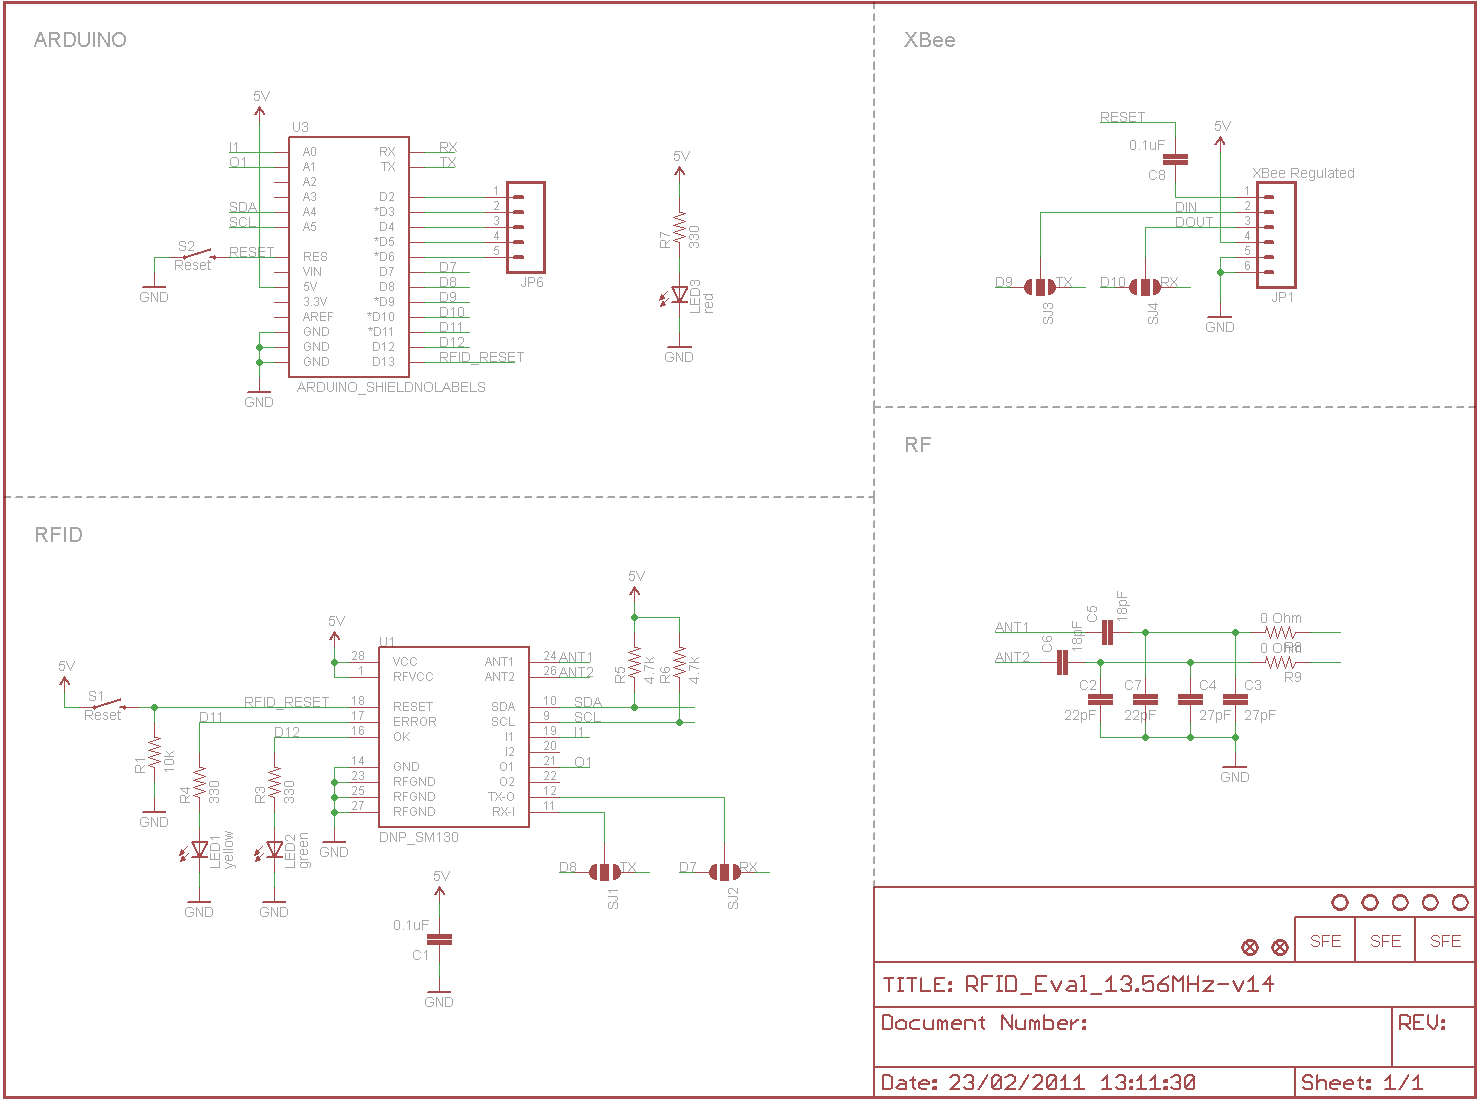 ARDUINO
5V
U3
I1
O1
SDA
SCL
S2
Reset
RESET
GND
A0
A1
A2
A3
A4
A5
RES
VIN
5V
3.3V
AREF
GND
GND
GND
RX
TX
D2
*D3
D4
*D5
*D6
D7
D8
*D9
*D10
*D11
D12
D13
RX
TX
D7
D8
D9
D10
D11
D12
RFID_RESET
ARDUINO_SHIELDNOLABELS
GND
1
2
3
4
5
JP6
5V
R7
330
LED3
red
GND
XBee
RESET
0.1uF
C8
5V
XBee Regulated
DIN
DOUT
1
2
3
4
5
6
JP1
D9
TX
SJ3
D10
RX
SJ4
GND
RFID
5V
S1
Reset
RFID_RESET
D11
D12
R1
10k
GND
R4
330
LED1
yellow
GND
R3
330
LED2
green
GND
5V
U1
28
1
18
17
16
14
23
25
27
VCC
RFVCC
RESET
ERROR
OK
GND
RFGND
RFGND
RFGND
ANT1
ANT2
SDA
SCL
I1
I2
O1
O2
TX-O
RX-I
24
26
10
9
19
20
21
22
12
11
ANT1
ANT2
SDA
SCL
I1
O1
DNP_SM130
GND
5V
R5
4.7k
R6
4.7k
D8
TX
SJ1
D7
RX
SJ2
5V
0.1uF
C1
GND
RF
ANT1
ANT2
C5
18pF
C6
18pF
0 Ohm
R8
0 Ohm
R9
C2
22pF
C7
22pF
C4
27pF
C3
27pF
GND
SFE
SFE
SFE
TITLE: RFID_Eval_13.56MHz-v14
Document Number:
REV:
Date: 23/02/2011 13:11:30
Sheet: 1/1